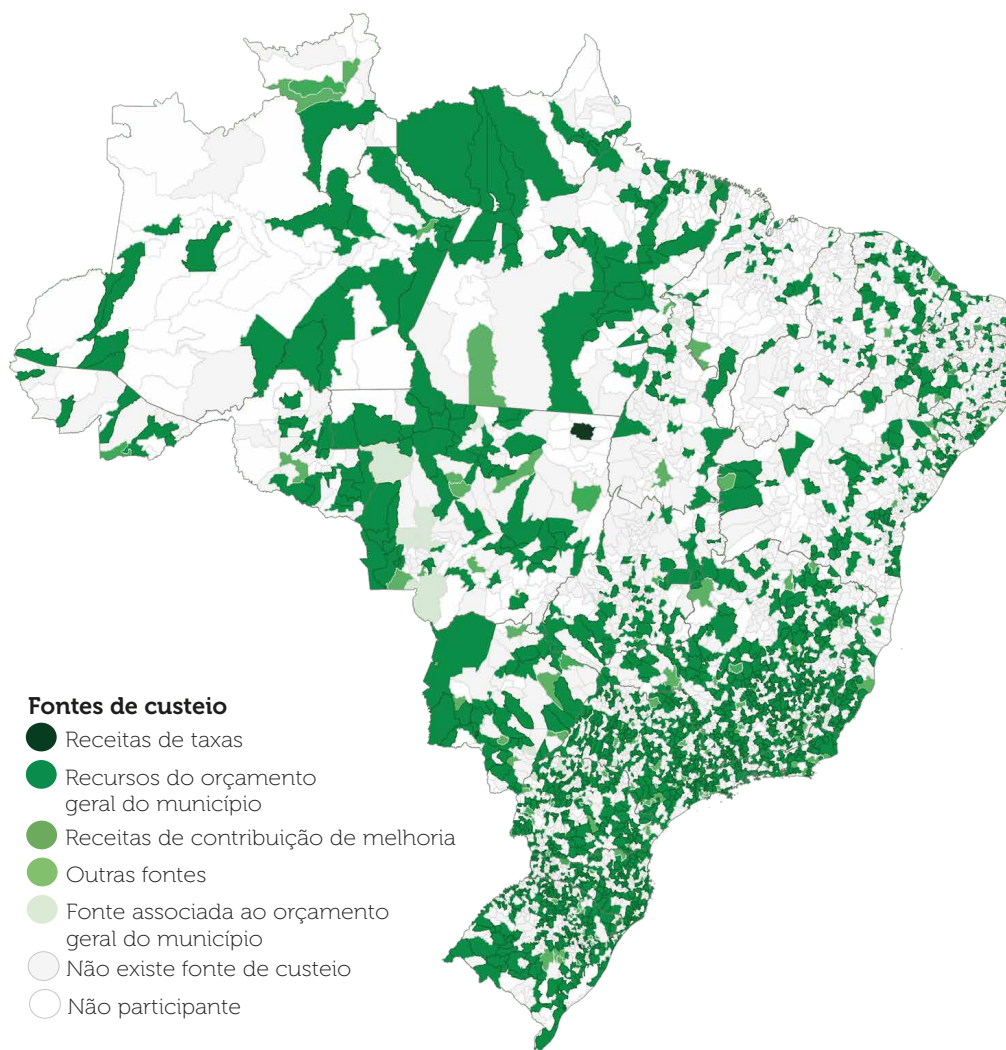 Fontes de custeio
Receitas de taxas
Recursos do orçamento
geral do município
Receitas de contribuição de melhoria
Outras fontes
Fonte associada ao orçamento
geral do município
Não existe fonte de custeio
Não participante